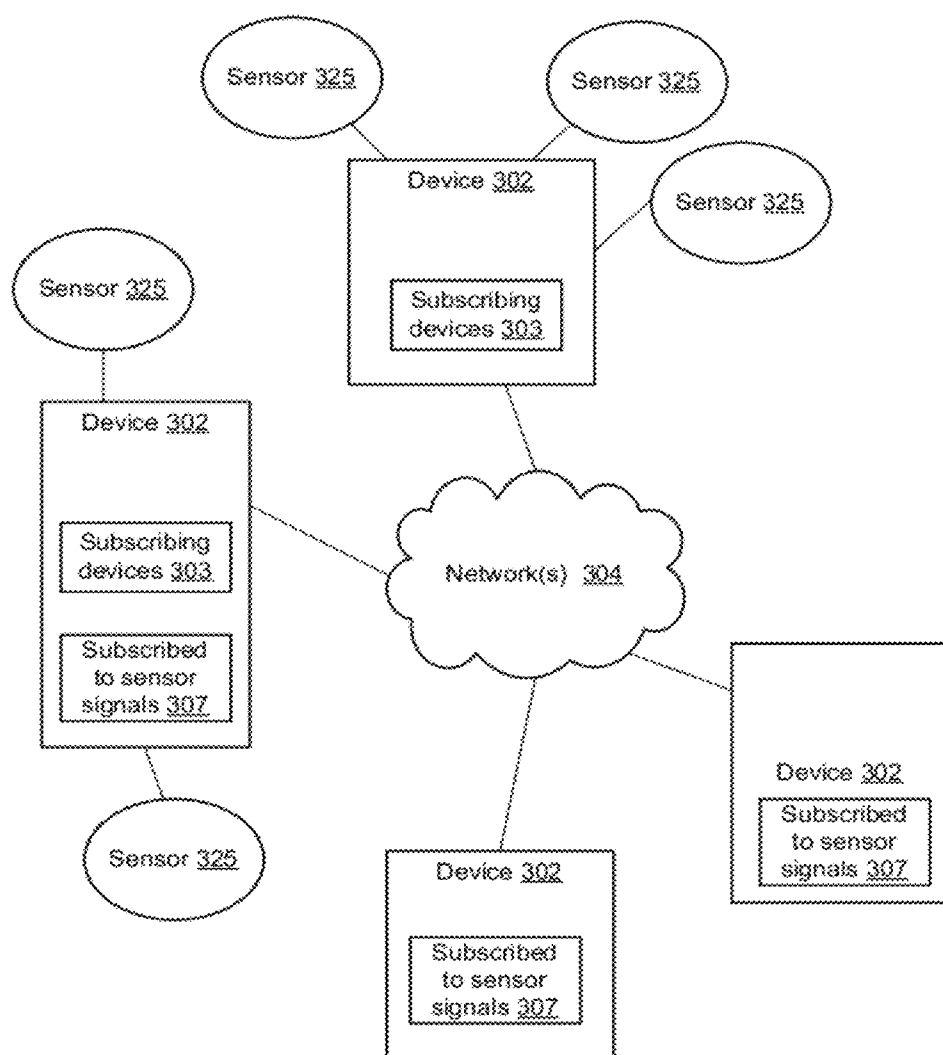 Sensor 325
Sensor 325
Device 302
Sensor 325
Subscribing
devices 303
Sensor 325
Device 302
Subscribing
devices 303
Subscribed
to sensor
signals 307
Sensor 325
Network(s) 304
Device 302
Subscribed
to sensor
signals 307
Device 302
Subscribed
to sensor
signals 307